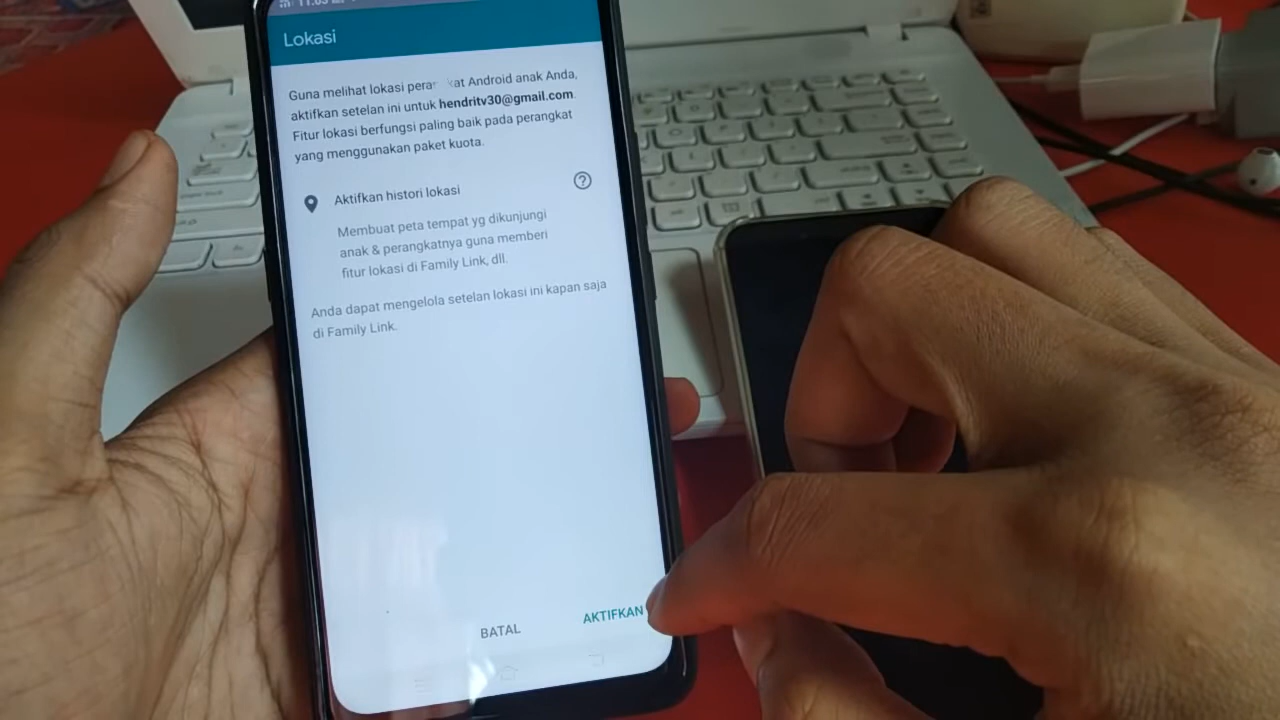 Lokasi
Guna melihat lokasi Android anak Anda,
aktifkan setelan ini untuk hendritv30@gmail.com.
Fitur lokasi berfungsi paling baik pada perangkat
yang menggunakan paket kuota.
Aktifkan histori lokasi
Membuat peta tempat yg dikunjungi
anak & perangkatnya guna memberi
fitur lokasi di Family Link, dll.
Anda dapat mengelola setelan lokasi ini kapan saja
di Family Link.
BATAL
AKTIFKAN